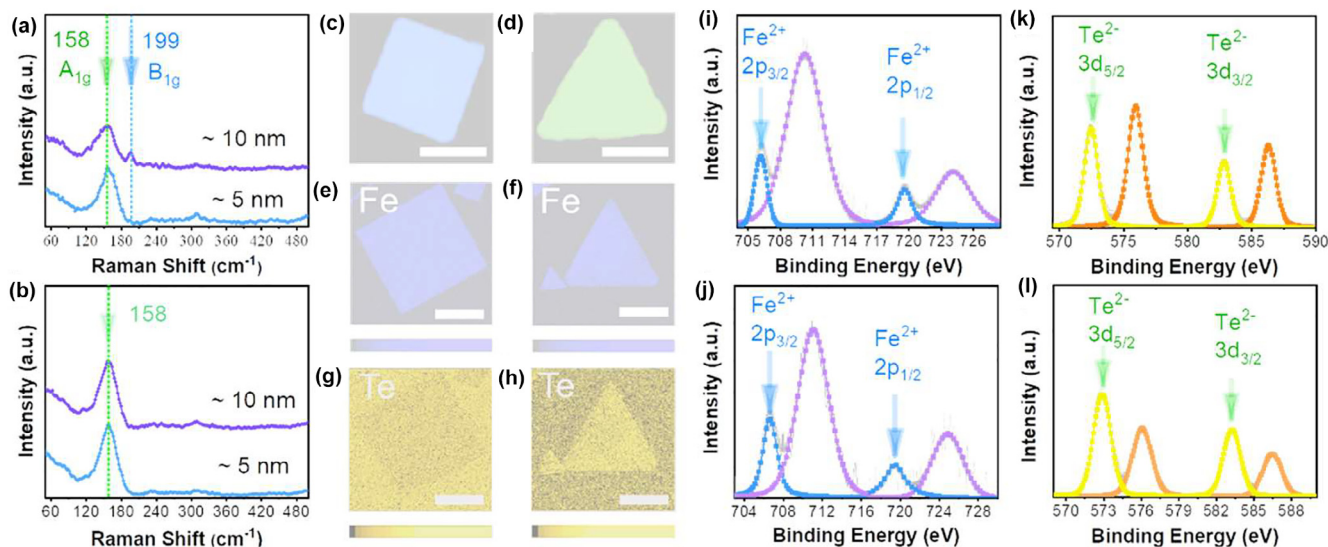 (a)
158
A1g
199
B1g
~ 10 nm
~ 5 nm
Intensity (a.u.)
60 120 180 240 300 360 420 480
Raman Shift (cm-1)
(b)
158
~ 10 nm
~ 5 nm
Intensity (a.u.)
60 120 180 240 300 360 420 480
Raman Shift (cm-1)
(c)
(d)
(e)
Fe
(f)
Fe
(g)
Te
(h)
Te
(i)
Fe2+
2p3/2
Fe2+
2p1/2
Intensity (a.u.)
705 708 711 714 717 720 723 726
Binding Energy (eV)
(j)
Fe2+
2p3/2
Fe2+
2p1/2
Intensity (a.u.)
704 708 712 716 720 724 728
Binding Energy (eV)
(k)
Te2-
3d5/2
Te2-
3d3/2
Intensity (a.u.)
570 575 580 585 590
Binding Energy (eV)
(l)
Te2-
3d5/2
Te2-
3d3/2
Intensity (a.u.)
570 573 576 579 582 585 588
Binding Energy (eV)